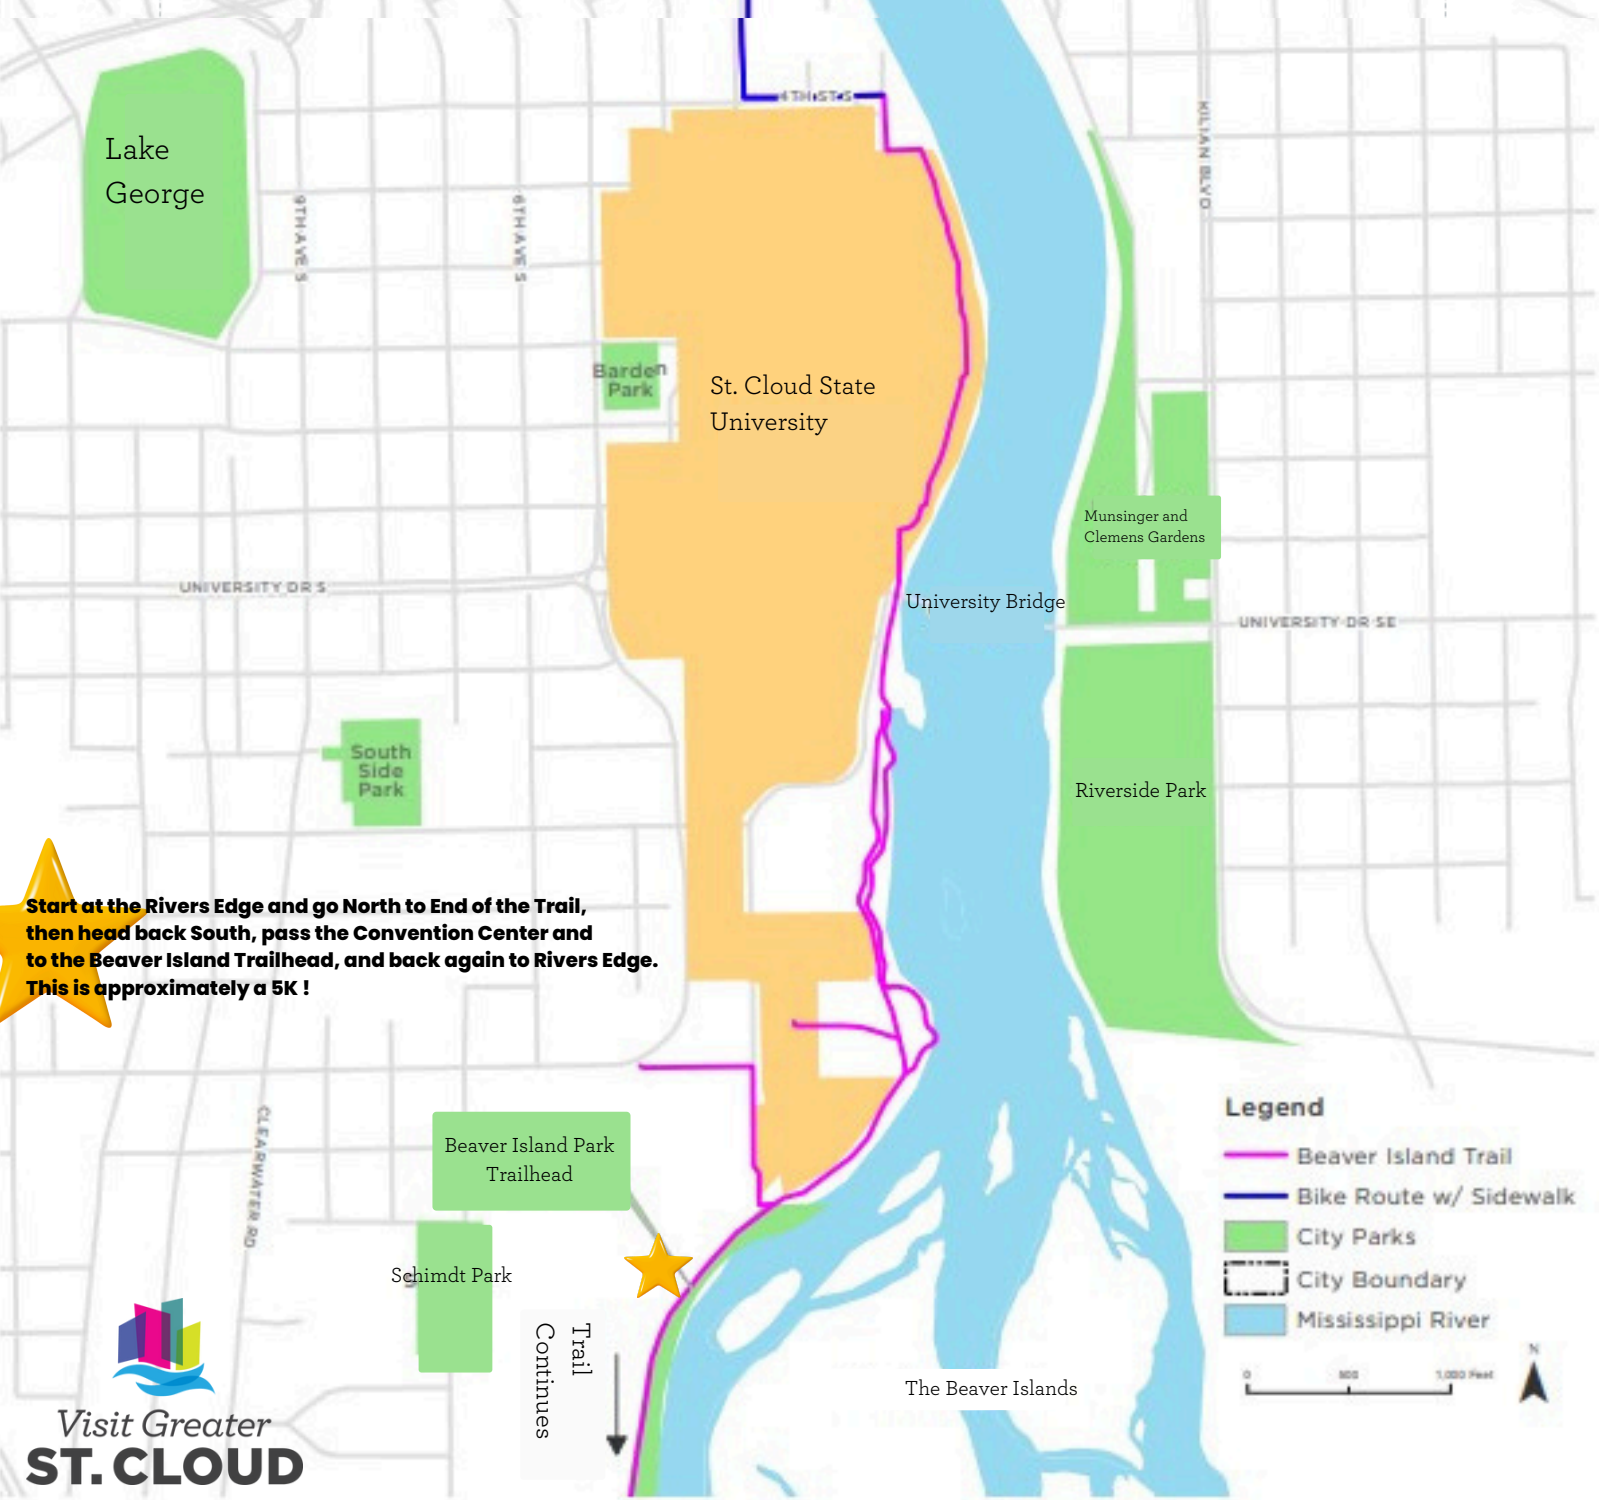 4TH ST S
KILIAN BLVD
Lake
George
9TH AVE S
6TH AVE S
Barden
Park
St. Cloud State
University
Munsinger and
Clemens Gardens
UNIVERSITY DR S
University Bridge
UNIVERSITY DR SE
South
Side
Park
Riverside Park
Start at the Rivers Edge and go North to End of the Trail,
then head back South, pass the Convention Center and
to the Beaver Island Trailhead, and back again to Rivers Edge.
This is approximately a 5K !
CLEARWATER RD
Beaver Island Park
Trailhead
Schimdt Park
Trail
Continues
The Beaver Islands
Legend
Beaver Island Trail
Bike Route w/ Sidewalk
City Parks
City Boundary
Mississippi River
0 500 1,000 Feet
N
Visit Greater
ST. CLOUD